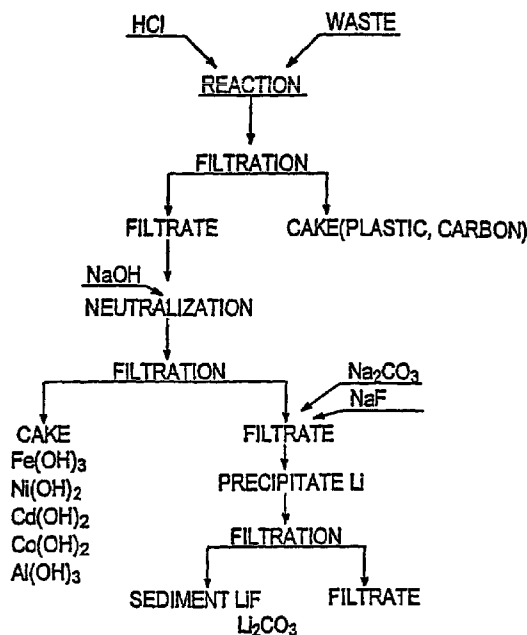 HCl
WASTE
REACTION
FILTRATION
FILTRATE
CAKE(PLASTIC, CARBON)
NaOH
NEUTRALIZATION
FILTRATION
Na₂CO₃
NaF
CAKE
Fe(OH)₃
Ni(OH)₂
Cd(OH)₂
Co(OH)₂
Al(OH)₃
FILTRATE
PRECIPITATE Li
FILTRATION
SEDIMENT LiF
Li₂CO₃
FILTRATE